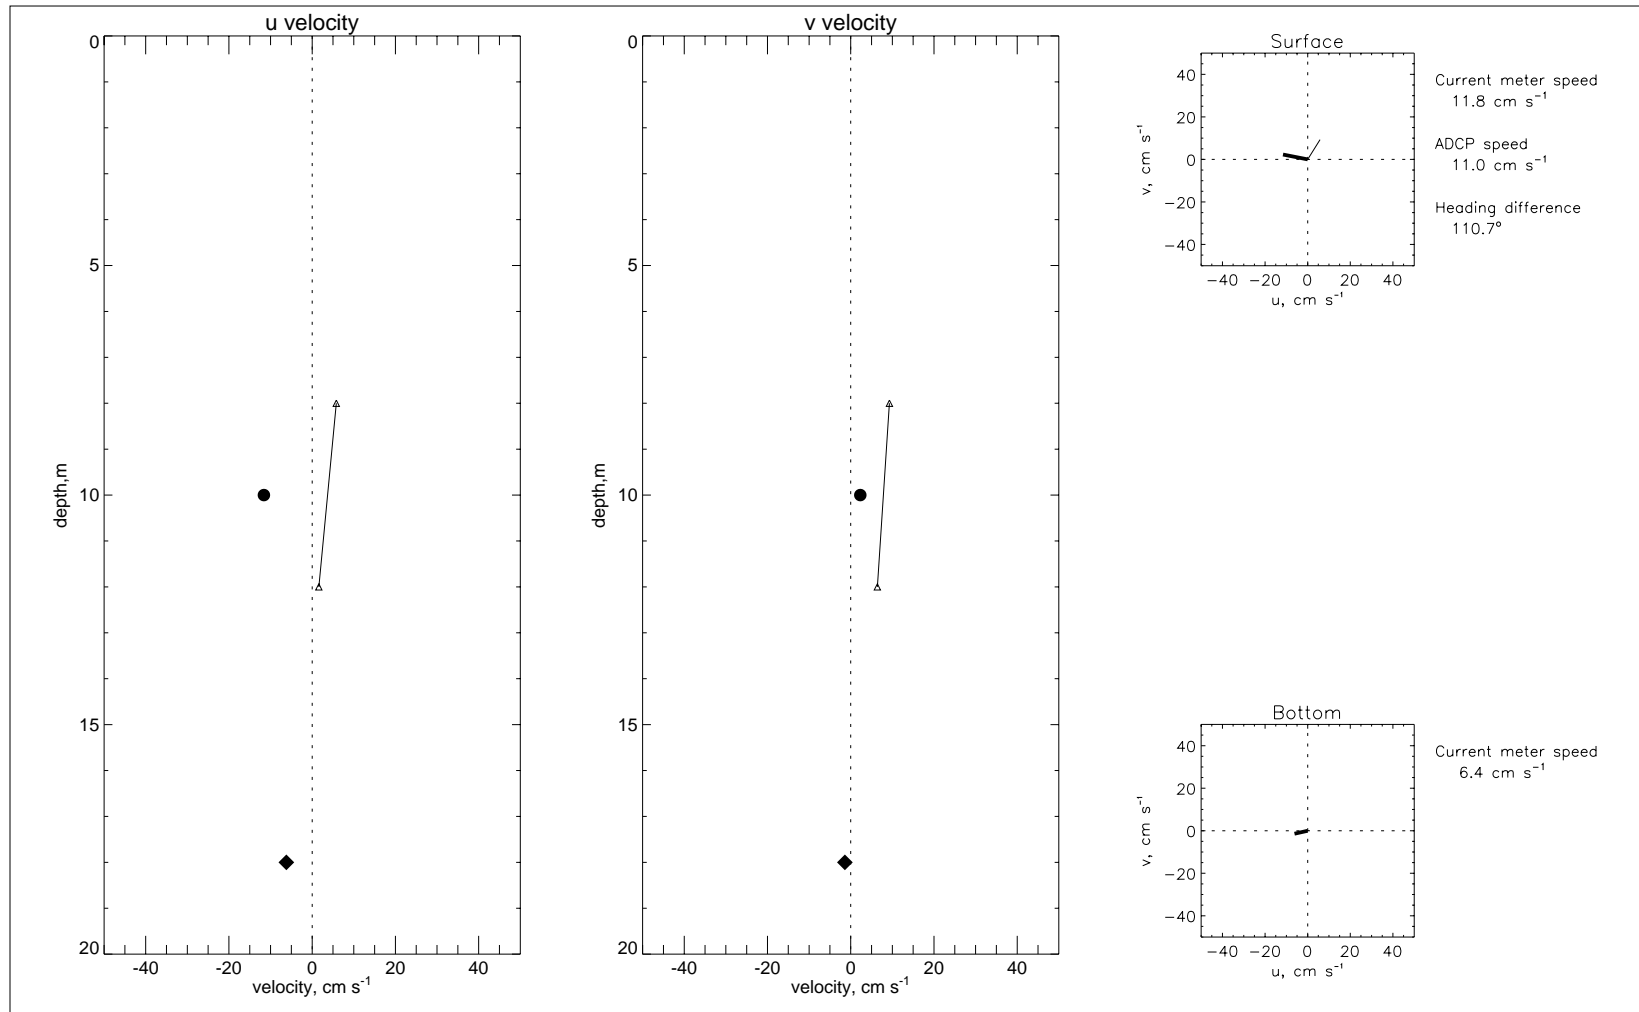 u velocity
0
5
10
15
20
depth,m
-40 -20 0 20 40
velocity, cm s⁻¹
v velocity
0
5
10
15
20
depth,m
-40 -20 0 20 40
velocity, cm s⁻¹
Surface
40
20
0
−20
−40
v, cm s⁻¹
−40 −20 0 20 40
u, cm s⁻¹
Current meter speed
11.8 cm s⁻¹
ADCP speed
11.0 cm s⁻¹
Heading difference
110.7°
Bottom
40
20
0
−20
−40
v, cm s⁻¹
−40 −20 0 20 40
u, cm s⁻¹
Current meter speed
6.4 cm s⁻¹